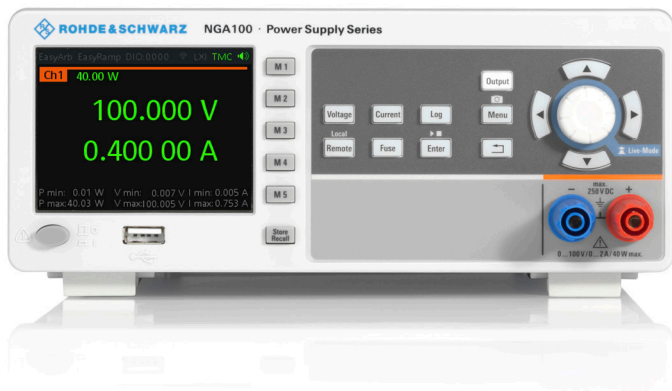 ROHDE&SCHWARZ NGA100 · Power Supply Series
EasyArb EasyRamp DIO:0000 LXI TMC
Ch1 40.00 W
100.000 V
0.400 00 A
P min: 0.01 W V min: 0.007 V I min: 0.005 A
P max:40.03 W V max:100.005 V I max: 0.753 A
M 1
M 2
M 3
M 4
M 5
Store
Recall
Output
Voltage Current Log Menu
Local
Remote Fuse Enter
Live-Mode
max.
250 V DC
- +
0...100 V/0...2 A/40 W max.